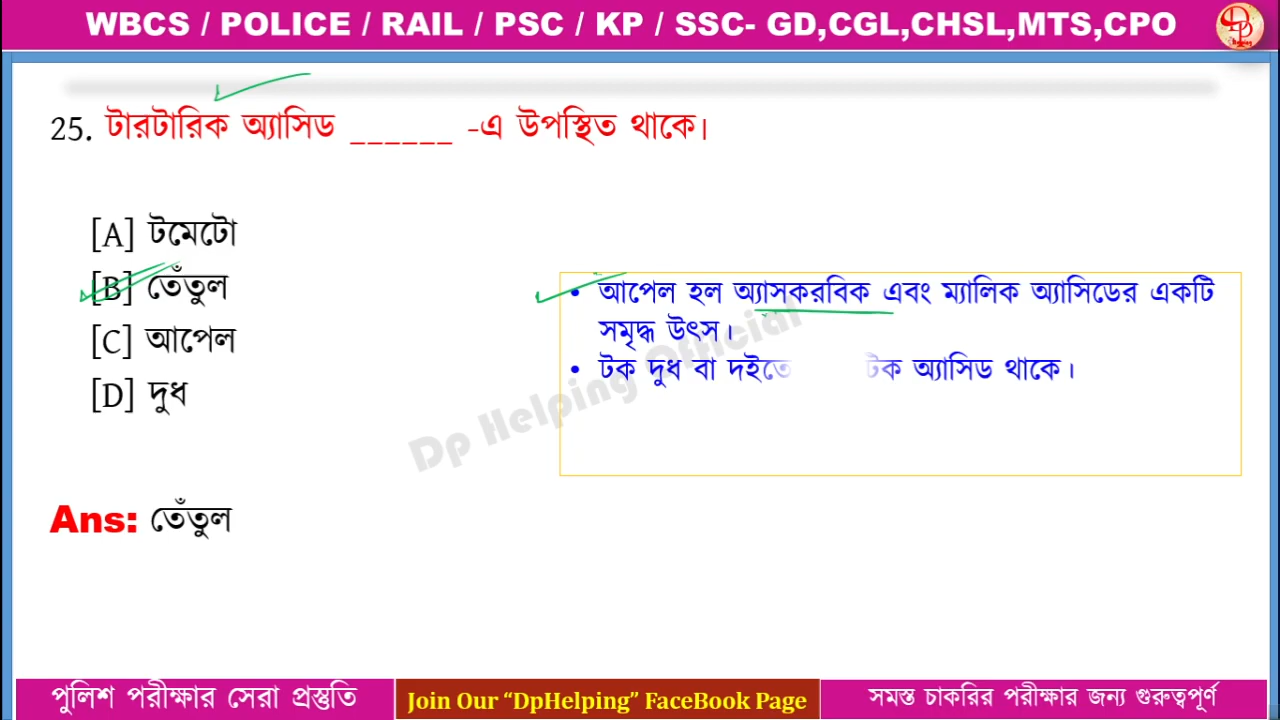 WBCS / POLICE / RAIL / PSC / KP / SSC- GD,CGL,CHSL,MTS,CPO
25. টারটারিক অ্যাসিড ______ -এ উপস্থিত থাকে।
[A] টমেটো
[B] তেঁতুল
[C] আপেল
[D] দুধ
• আপেল হল অ্যাসকরবিক এবং ম্যালিক অ্যাসিডের একটি
সমৃদ্ধ উৎস।
• টক দুধ বা অ্যাসিড থাকে।
Dp Helping Official
Ans: তেঁতুল
পুলিশ পরীক্ষার সেরা প্রস্তুতি
Join Our “DpHelping” FaceBook Page
সমস্ত চাকরির পরীক্ষার জন্য গুরুত্বপূর্ণ